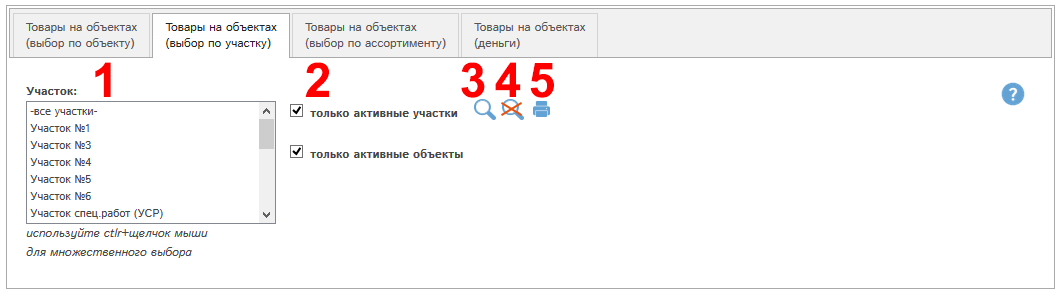 Товары на объектах
(выбор по объекту)
Товары на объектах
(выбор по участку)
Товары на объектах
(выбор по ассортименту)
Товары на объектах
(деньги)
1 2 3 4 5
Участок:
?
-все участки-
Участок №1
Участок №3
Участок №4
Участок №5
Участок №6
Участок спец.работ (УСР)
только активные участки
только активные объекты
используйте ctlr+щелчок мыши
для множественного выбора